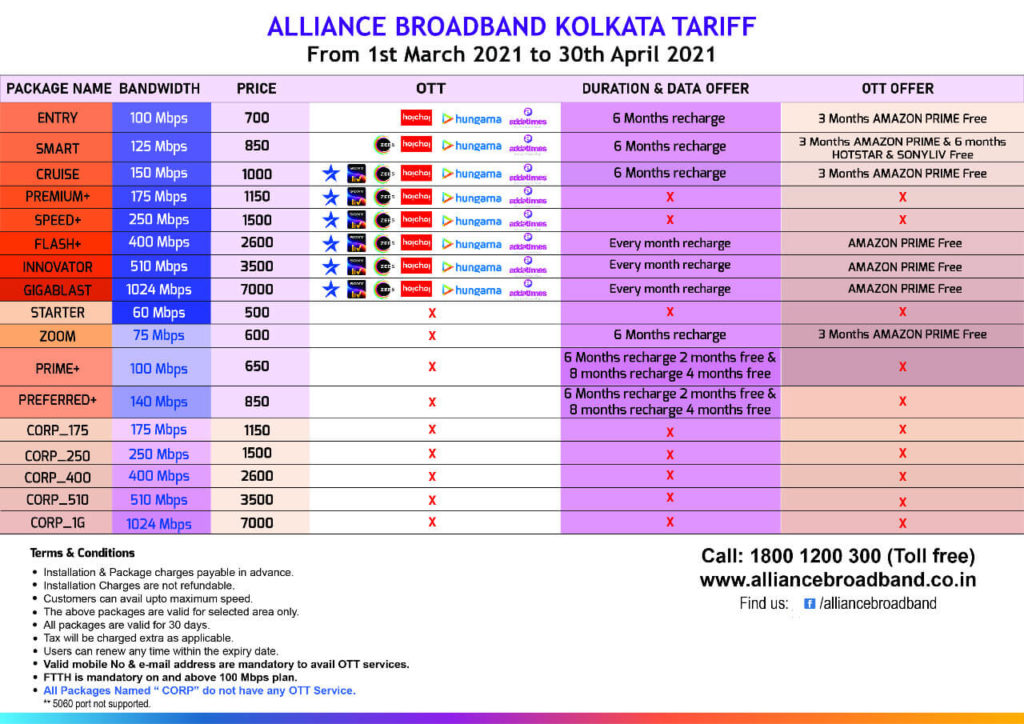 ALLIANCE BROADBAND KOLKATA TARIFF
From 1st March 2021 to 30th April 2021
PACKAGE NAME BANDWIDTH PRICE OTT DURATION & DATA OFFER OTT OFFER
ENTRY 100 Mbps 700 hoichoi hungama addatimes 6 Months recharge 3 Months AMAZON PRIME Free
SMART 125 Mbps 850 ZEE5 hoichoi hungama addatimes 6 Months recharge 3 Months AMAZON PRIME & 6 months
HOTSTAR & SONYLIV Free
CRUISE 150 Mbps 1000 ZEE5 hoichoi hungama addatimes 6 Months recharge 3 Months AMAZON PRIME Free
PREMIUM+ 175 Mbps 1150 ZEE5 hoichoi hungama addatimes X X
SPEED+ 250 Mbps 1500 ZEE5 hoichoi hungama addatimes X X
FLASH+ 400 Mbps 2600 ZEE5 hoichoi hungama addatimes Every month recharge AMAZON PRIME Free
INNOVATOR 510 Mbps 3500 ZEE5 hoichoi hungama addatimes Every month recharge AMAZON PRIME Free
GIGABLAST 1024 Mbps 7000 ZEE5 hoichoi hungama addatimes Every month recharge AMAZON PRIME Free
STARTER 60 Mbps 500 X X X
ZOOM 75 Mbps 600 X 6 Months recharge 3 Months AMAZON PRIME Free
PRIME+ 100 Mbps 650 X 6 Months recharge 2 months free & X
8 months recharge 4 months free
PREFERRED+ 140 Mbps 850 X 6 Months recharge 2 months free & X
8 months recharge 4 months free
CORP_175 175 Mbps 1150 X X X
CORP_250 250 Mbps 1500 X X X
CORP_400 400 Mbps 2600 X X X
CORP_510 510 Mbps 3500 X X X
CORP_1G 1024 Mbps 7000 X X X
Terms & Conditions
• Installation & Package charges payable in advance.
• Installation Charges are not refundable.
• Customers can avail upto maximum speed.
• The above packages are valid for selected area only.
• All packages are valid for 30 days.
• Tax will be charged extra as applicable.
• Users can renew any time within the expiry date.
• Valid mobile No & e-mail address are mandatory to avail OTT services.
• FTTH is mandatory on and above 100 Mbps plan.
• All Packages Named “ CORP” do not have any OTT Service.
** 5060 port not supported.
Call: 1800 1200 300 (Toll free)
www.alliancebroadband.co.in
Find us: f /alliancebroadband